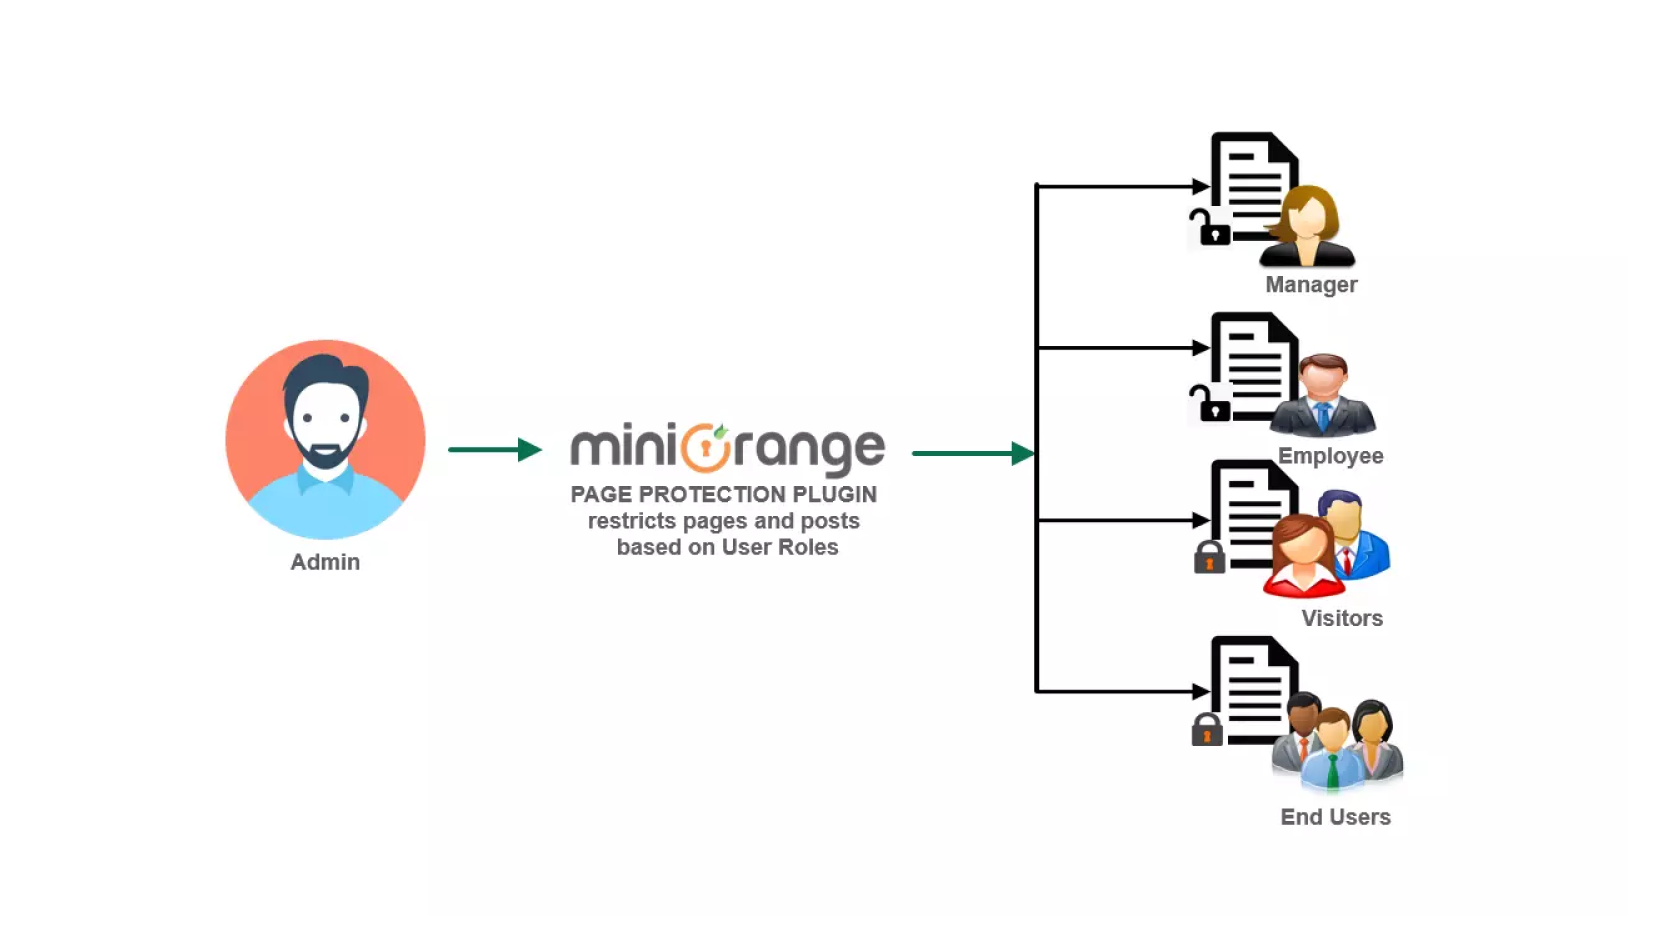 Admin
miniOrange
PAGE PROTECTION PLUGIN
restricts pages and posts
based on User Roles
Manager
Employee
Visitors
End Users